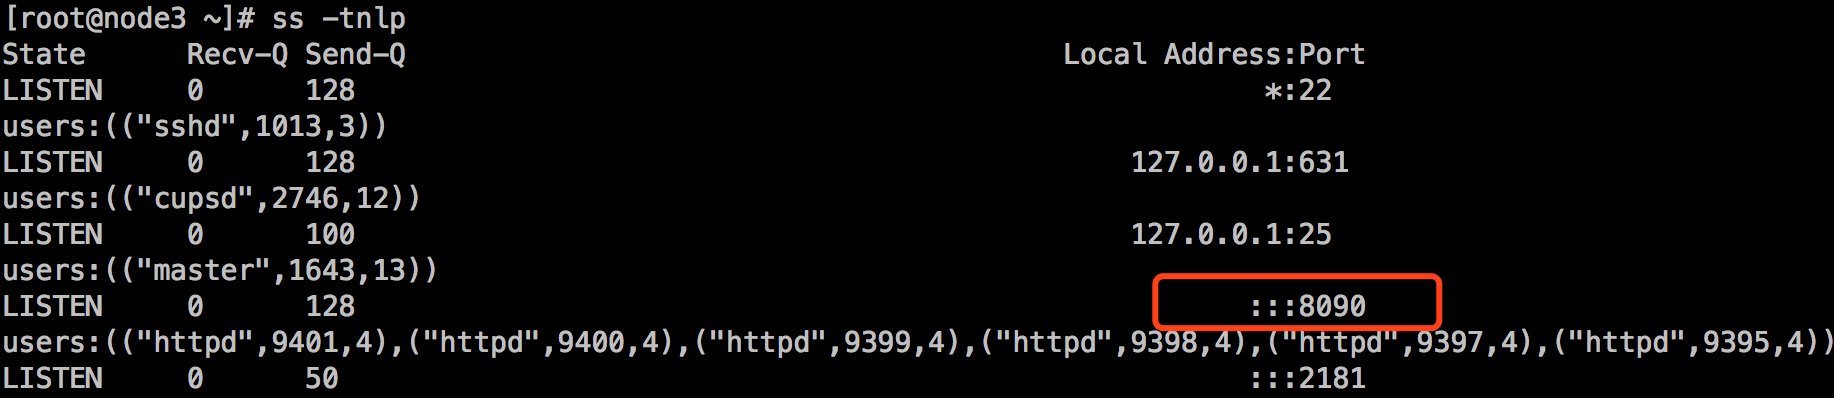 [root@node3 ~]# ss -tnlp
State      Recv-Q Send-Q                                       Local Address:Port
LISTEN     0      128                                                      *:22
users:(("sshd",1013,3))
LISTEN     0      128                                              127.0.0.1:631
users:(("cupsd",2746,12))
LISTEN     0      100                                              127.0.0.1:25
users:(("master",1643,13))
LISTEN     0      128                                                     :::8090
users:(("httpd",9401,4),("httpd",9400,4),("httpd",9399,4),("httpd",9398,4),("httpd",9397,4),("httpd",9395,4))
LISTEN     0      50                                                      :::2181